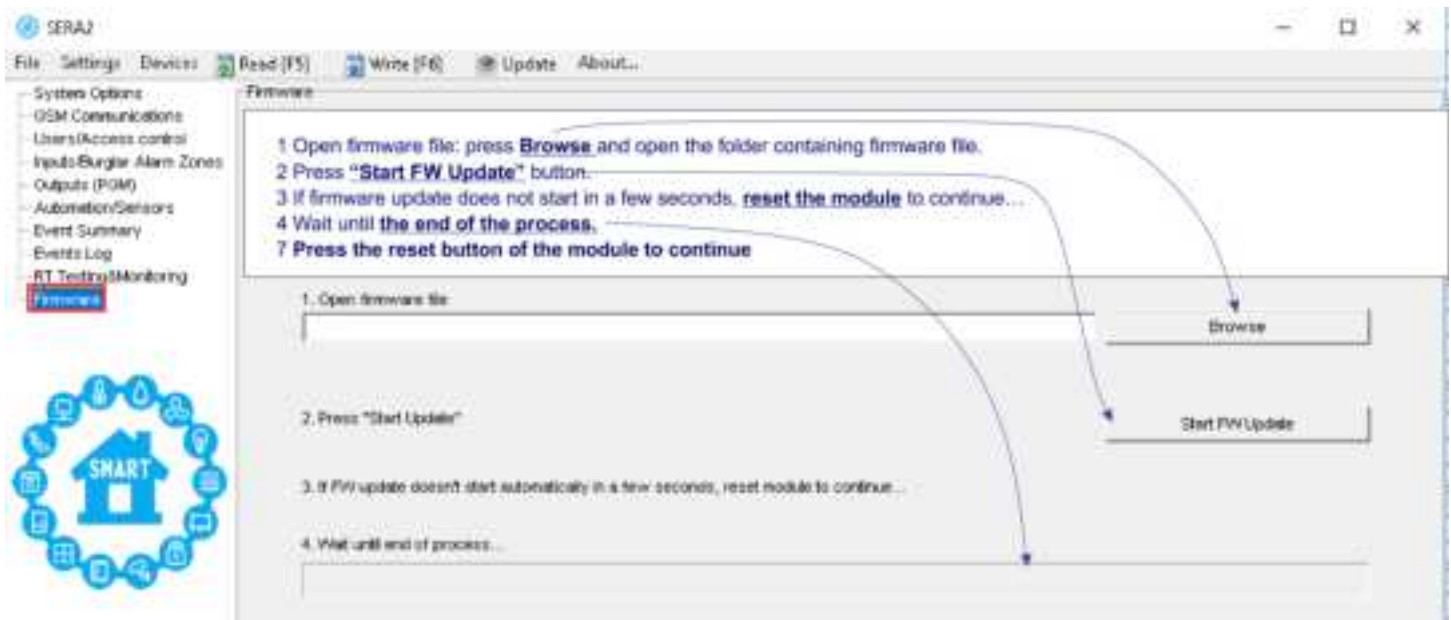 SERA2
File Settings Devices Read [F5] Write [F6] Update About...
System Options
GSM Communications
Users/Access control
Inputs/Burglar Alarm Zones
Outputs (PGM)
Automation/Sensors
Event Summary
Events Log
RT Testing&Monitoring
Firmware
SMART
Firmware
1 Open firmware file: press Browse and open the folder containing firmware file.
2 Press “Start FW Update” button.
3 If firmware update does not start in a few seconds, reset the module to continue...
4 Wait until the end of the process.
7 Press the reset button of the module to continue
1. Open firmware file
Browse
2. Press "Start Update"
Start FW Update
3. If FW update doesn't start automatically in a few seconds, reset module to continue...
4. Wait until end of process...